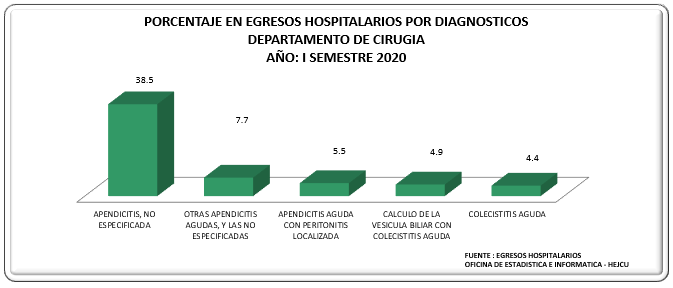 PORCENTAJE EN EGRESOS HOSPITALARIOS POR DIAGNOSTICOS
DEPARTAMENTO DE CIRUGIA
AÑO: I SEMESTRE 2020
38.5
7.7
5.5
4.9
4.4
APENDICITIS, NO
ESPECIFICADA
OTRAS APENDICITIS
AGUDAS, Y LAS NO
ESPECIFICADAS
APENDICITIS AGUDA
CON PERITONITIS
LOCALIZADA
CALCULO DE LA
VESICULA BILIAR CON
COLECISTITIS AGUDA
COLECISTITIS AGUDA
FUENTE : EGRESOS HOSPITALARIOS
OFICINA DE ESTADISTICA E INFORMATICA - HEJCU